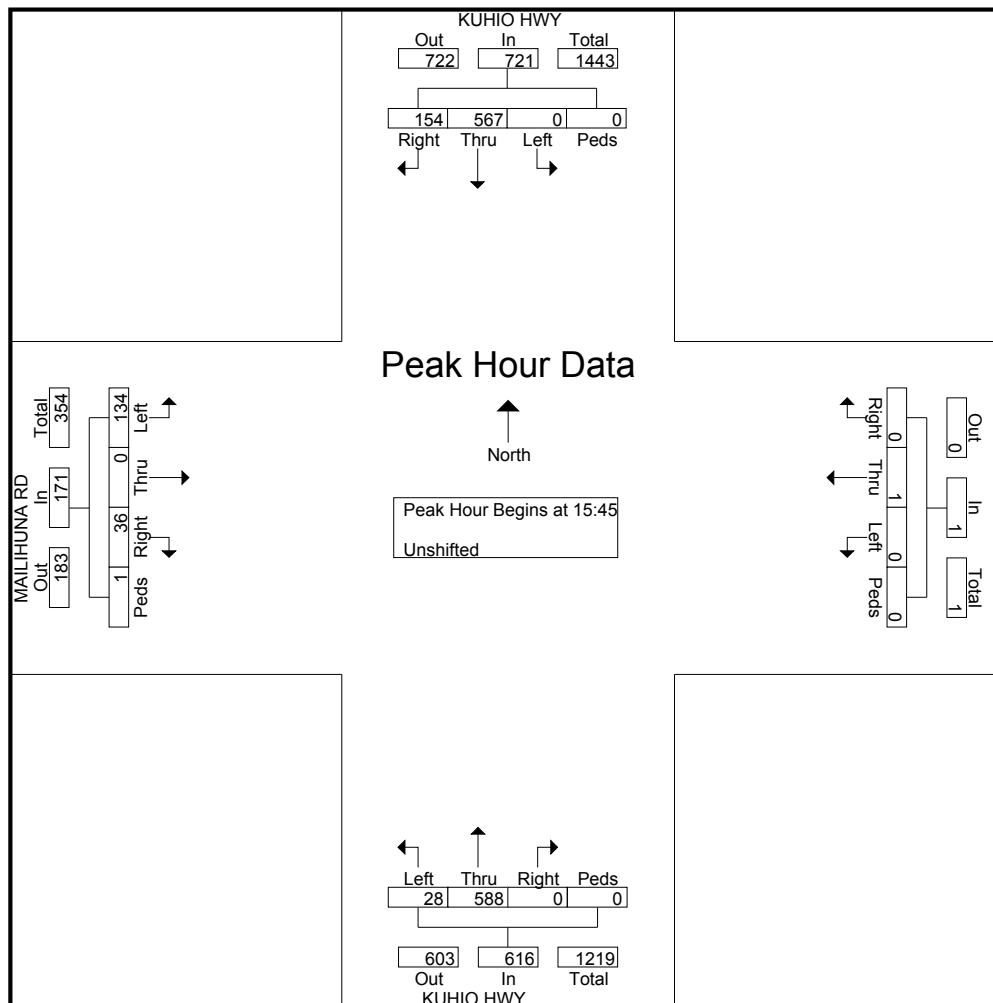 KUHIO HWY
Out In Total
722 721 1443
154 567 0 0
Right Thru Left Peds
Peak Hour Data
North
Peak Hour Begins at 15:45
Unshifted
MAILIHUNA RD
Out In Total
183 171 354
134 0 36 1
Left Thru Right Peds
Right Thru Left Peds
0 1 0 0
Out In Total
0 1 1
Left Thru Right Peds
28 588 0 0
603 616 1219
Out In Total
KUHIO HWY